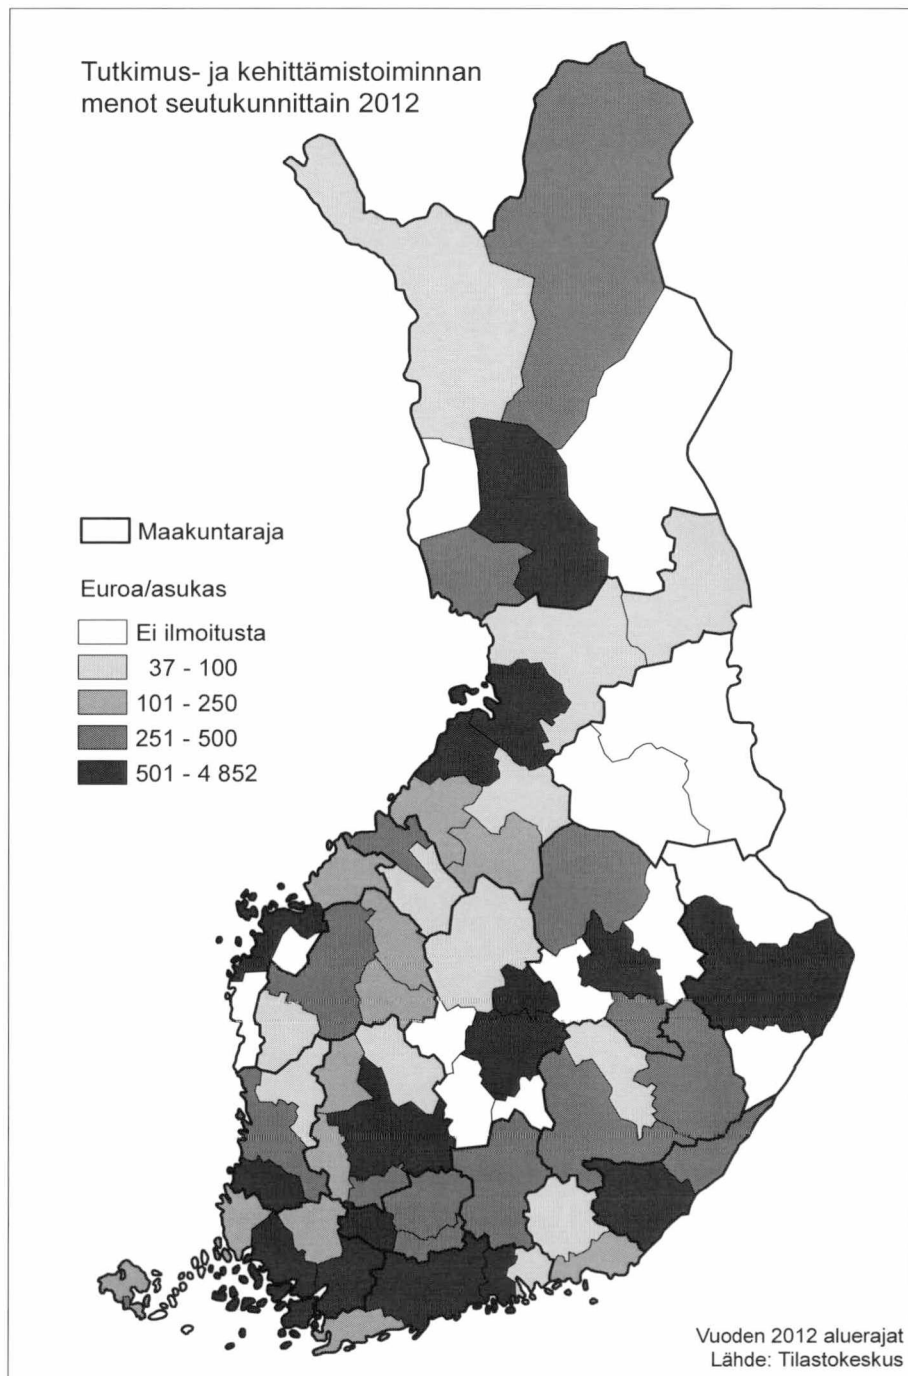 Tutkimus- ja kehittämistoiminnan
menot seutukunnittain 2012
Maakuntaraja
Euroa/asukas
Ei ilmoitusta
37 - 100
101 - 250
251 - 500
501 - 4 852
Vuoden 2012 aluerajat
Lähde: Tilastokeskus